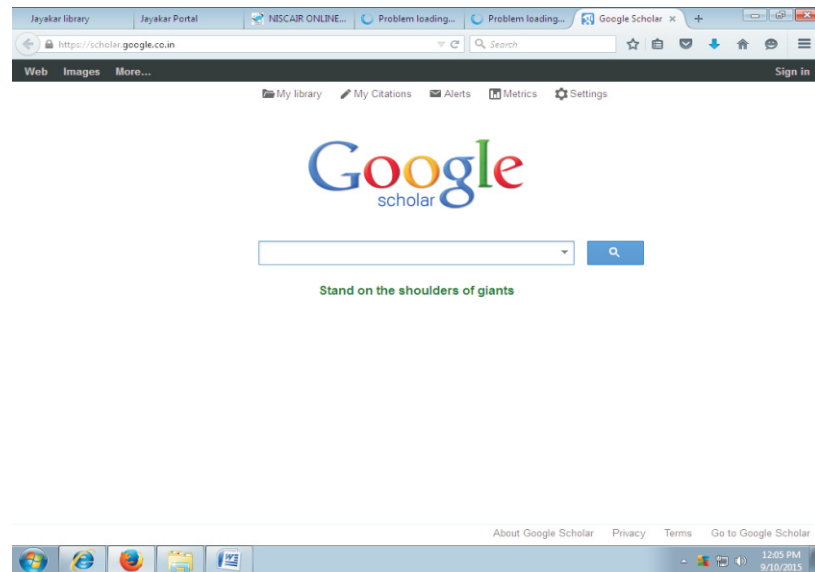 Jayakar library Jayakar Portal NISCAIR ONLINE... Problem loading... Problem loading... Google Scholar × +
https://scholar.google.co.in Search
Web Images More... Sign in
My library My Citations Alerts Metrics Settings
Google
scholar
Stand on the shoulders of giants
About Google Scholar Privacy Terms Go to Google Scholar
12:05 PM
9/10/2015